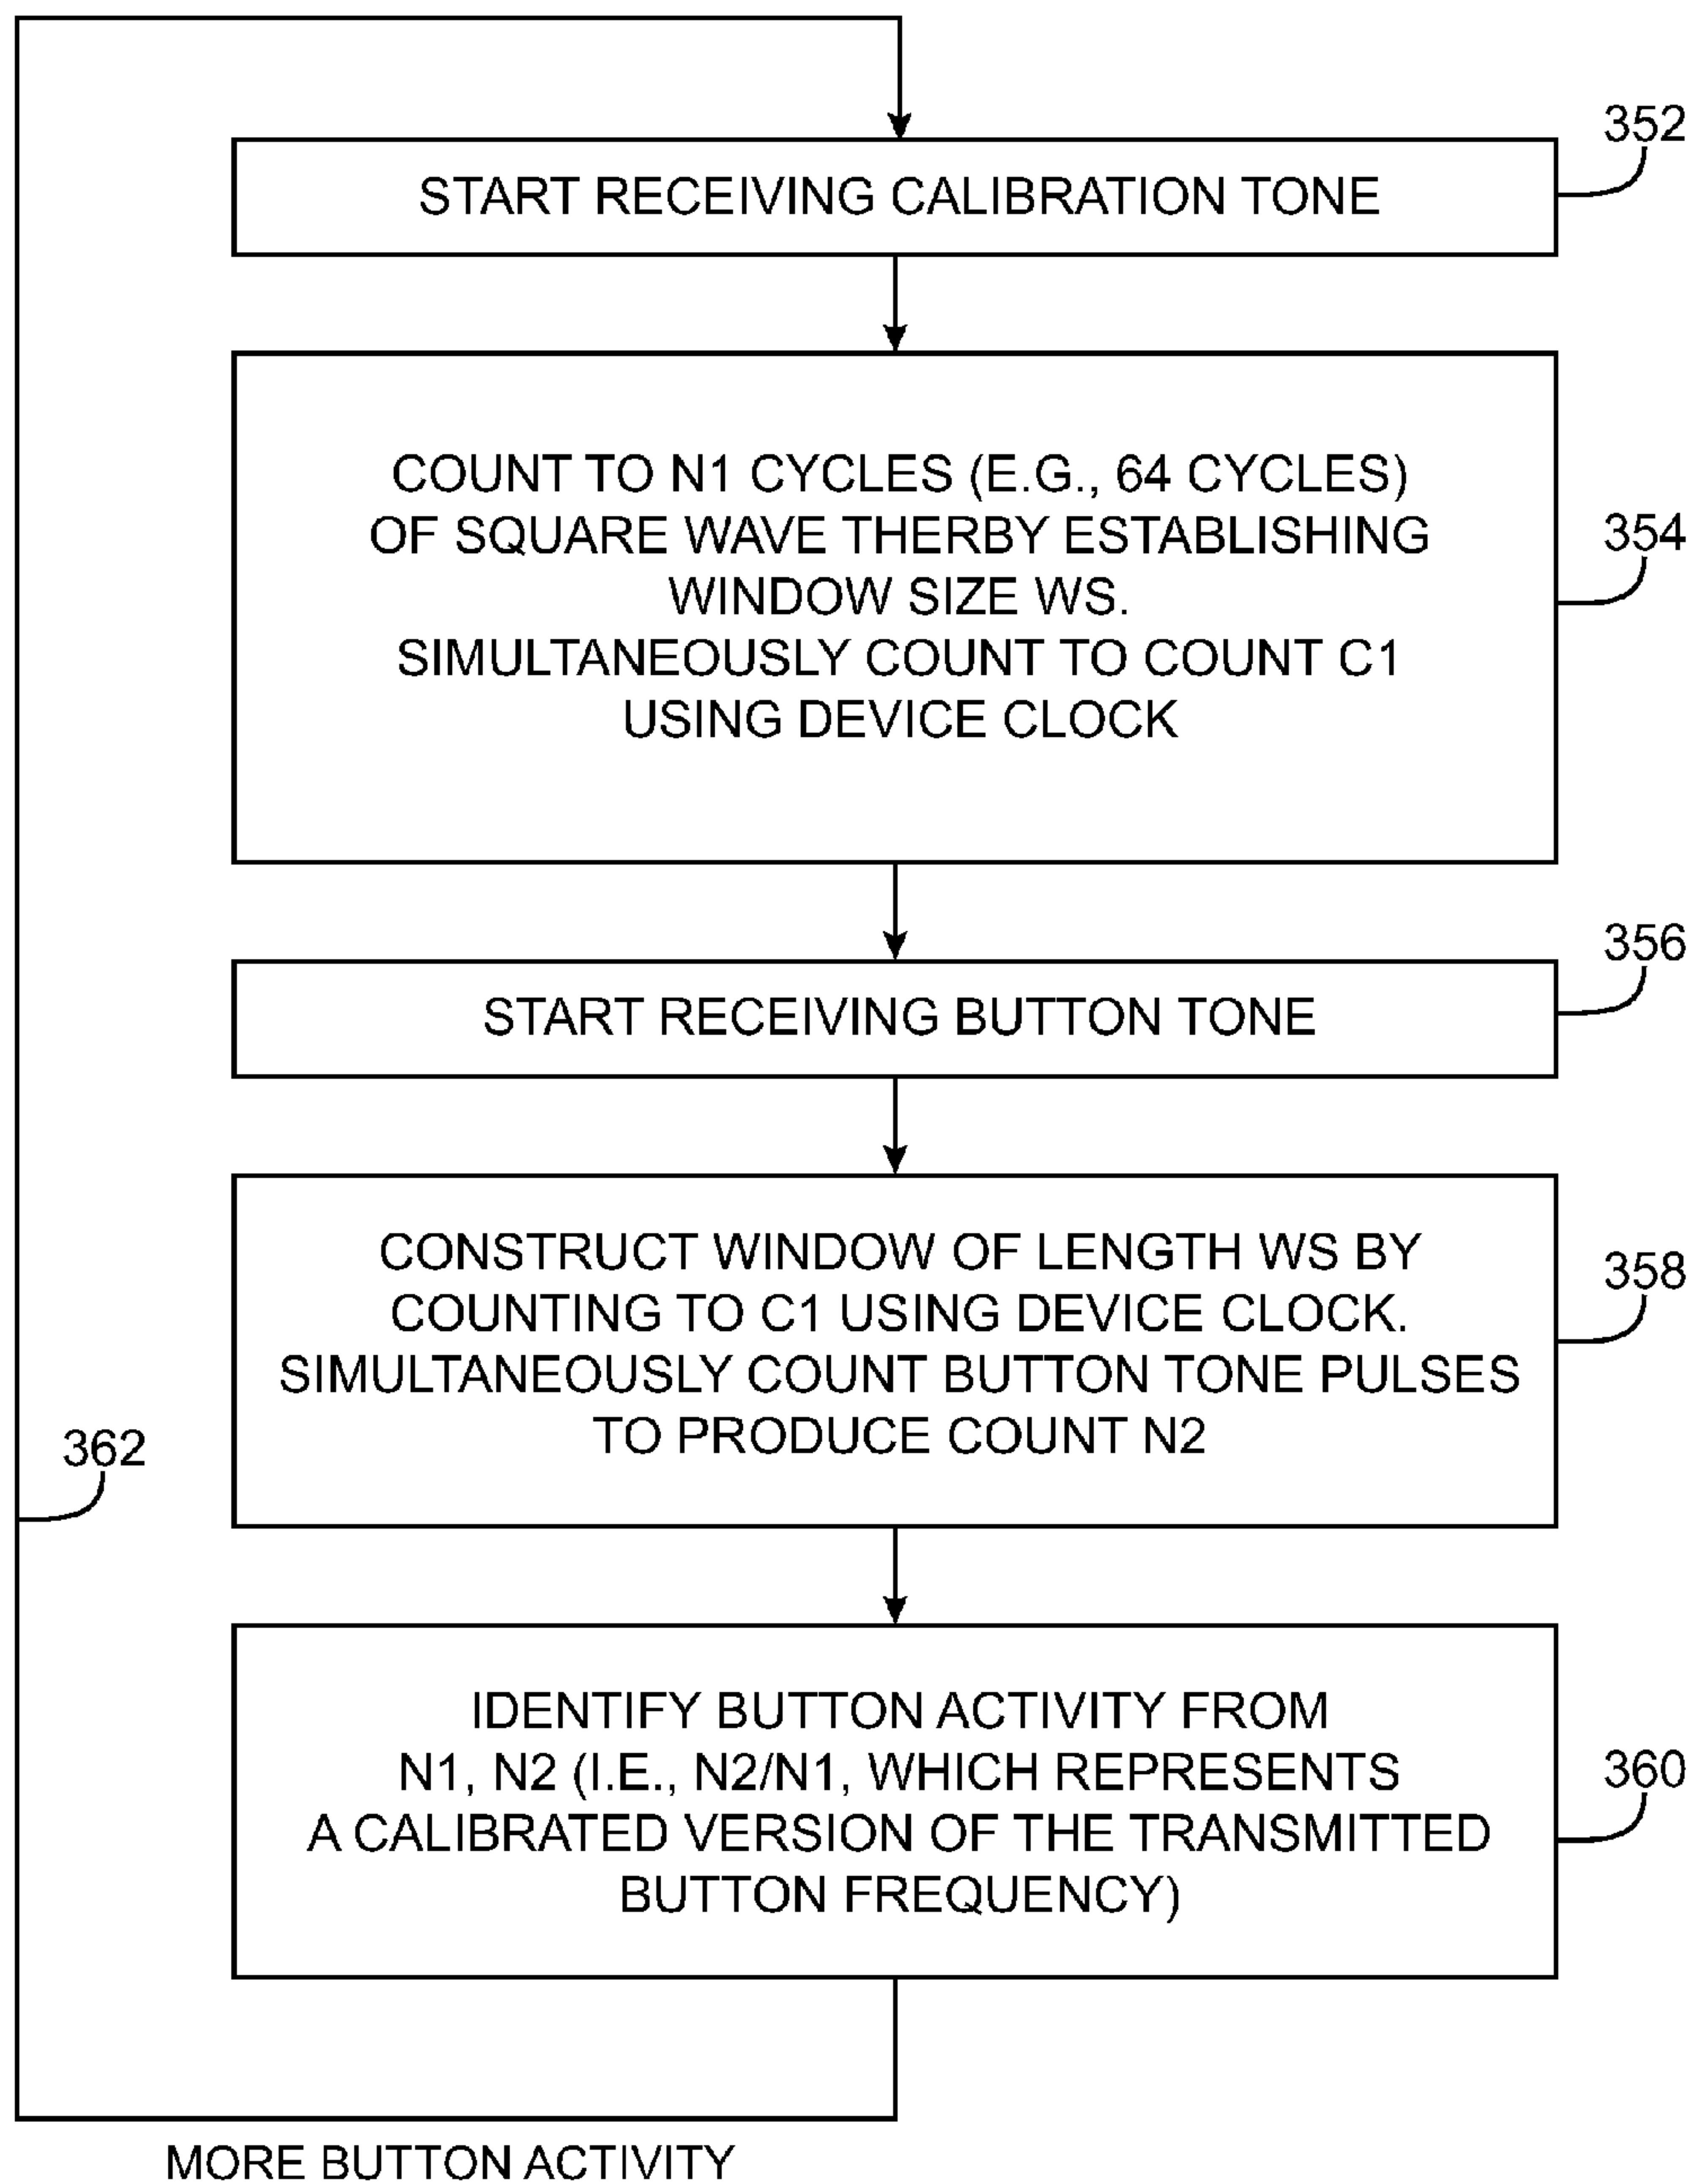 352
START RECEIVING CALIBRATION TONE
COUNT TO N1 CYCLES (E.G., 64 CYCLES)
OF SQUARE WAVE THERBY ESTABLISHING
WINDOW SIZE WS.
SIMULTANEOUSLY COUNT TO COUNT C1
USING DEVICE CLOCK
354
356
START RECEIVING BUTTON TONE
CONSTRUCT WINDOW OF LENGTH WS BY
COUNTING TO C1 USING DEVICE CLOCK.
SIMULTANEOUSLY COUNT BUTTON TONE PULSES
TO PRODUCE COUNT N2
358
362
IDENTIFY BUTTON ACTIVITY FROM
N1, N2 (I.E., N2/N1, WHICH REPRESENTS
A CALIBRATED VERSION OF THE TRANSMITTED
BUTTON FREQUENCY)
360
MORE BUTTON ACTIVITY